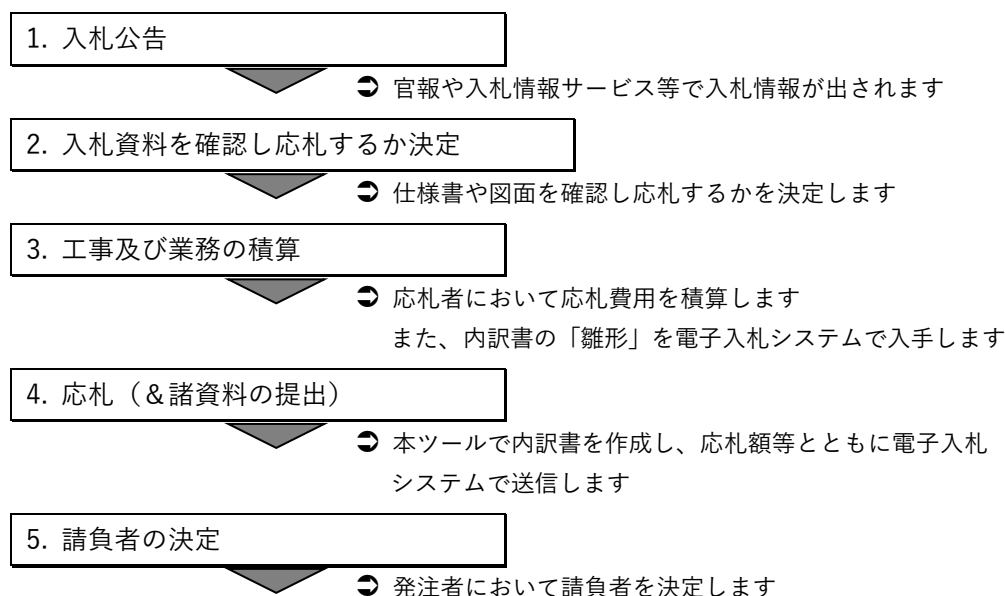 1. 入札公告
➲ 官報や入札情報サービス等で入札情報が出されます
2. 入札資料を確認し応札するか決定
➲ 仕様書や図面を確認し応札するかを決定します
3. 工事及び業務の積算
➲ 応札者において応札費用を積算します
また、内訳書の「雛形」を電子入札システムで入手します
4. 応札（＆諸資料の提出）
➲ 本ツールで内訳書を作成し、応札額等とともに電子入札
システムで送信します
5. 請負者の決定
➲ 発注者において請負者を決定します